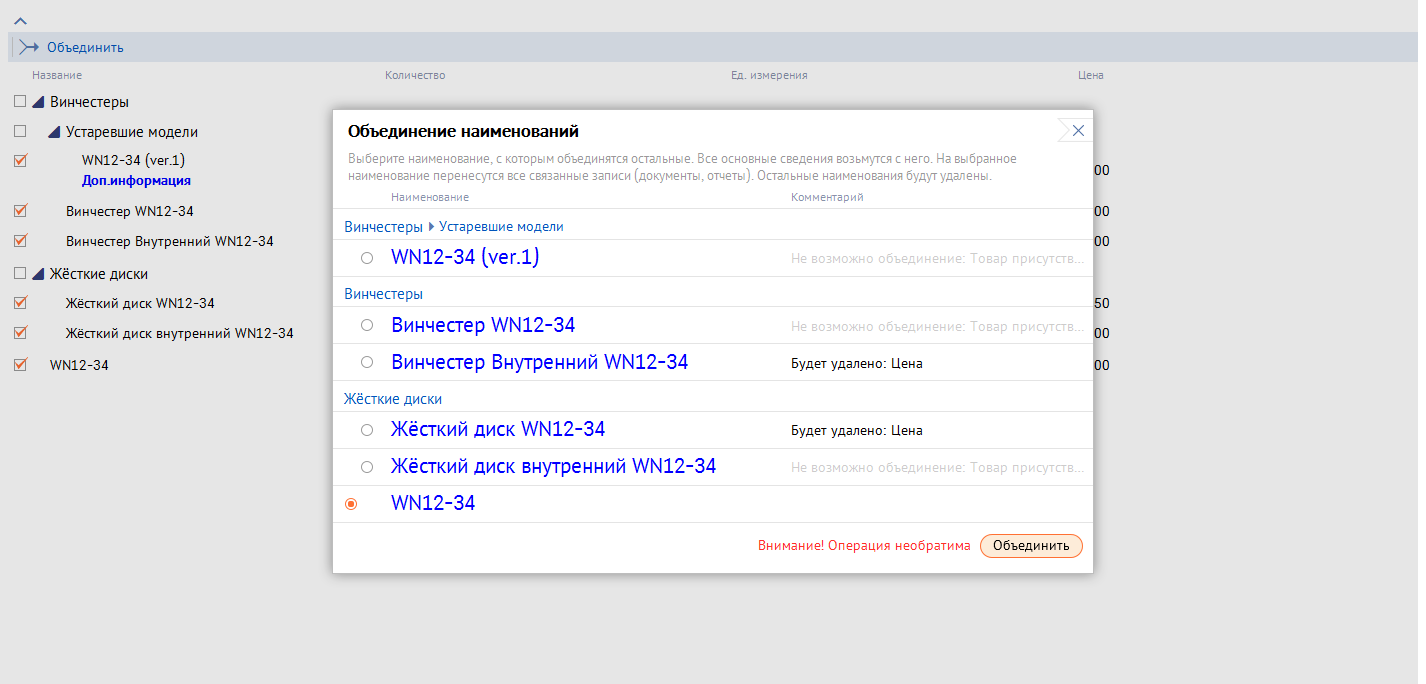 Объединить
Название Количество Ед. измерения Цена
Винчестеры
Устаревшие модели
WN12-34 (ver.1)
Доп.информация
00
Винчестер WN12-34
00
Винчестер Внутренний WN12-34
00
Жёсткие диски
Жёсткий диск WN12-34
50
Жёсткий диск внутренний WN12-34
00
WN12-34
00
Объединение наименований
Выберите наименование, с которым объединятся остальные. Все основные сведения возьмутся с него. На выбранное
наименование перенесутся все связанные записи (документы, отчеты). Остальные наименования будут удалены.
Наименование Комментарий
Винчестеры Устаревшие модели
WN12-34 (ver.1) Не возможно объединение: Товар присутств...
Винчестеры
Винчестер WN12-34 Не возможно объединение: Товар присутств...
Винчестер Внутренний WN12-34 Будет удалено: Цена
Жёсткие диски
Жёсткий диск WN12-34 Будет удалено: Цена
Жёсткий диск внутренний WN12-34 Не возможно объединение: Товар присутств...
WN12-34
Внимание! Операция необратима Объединить